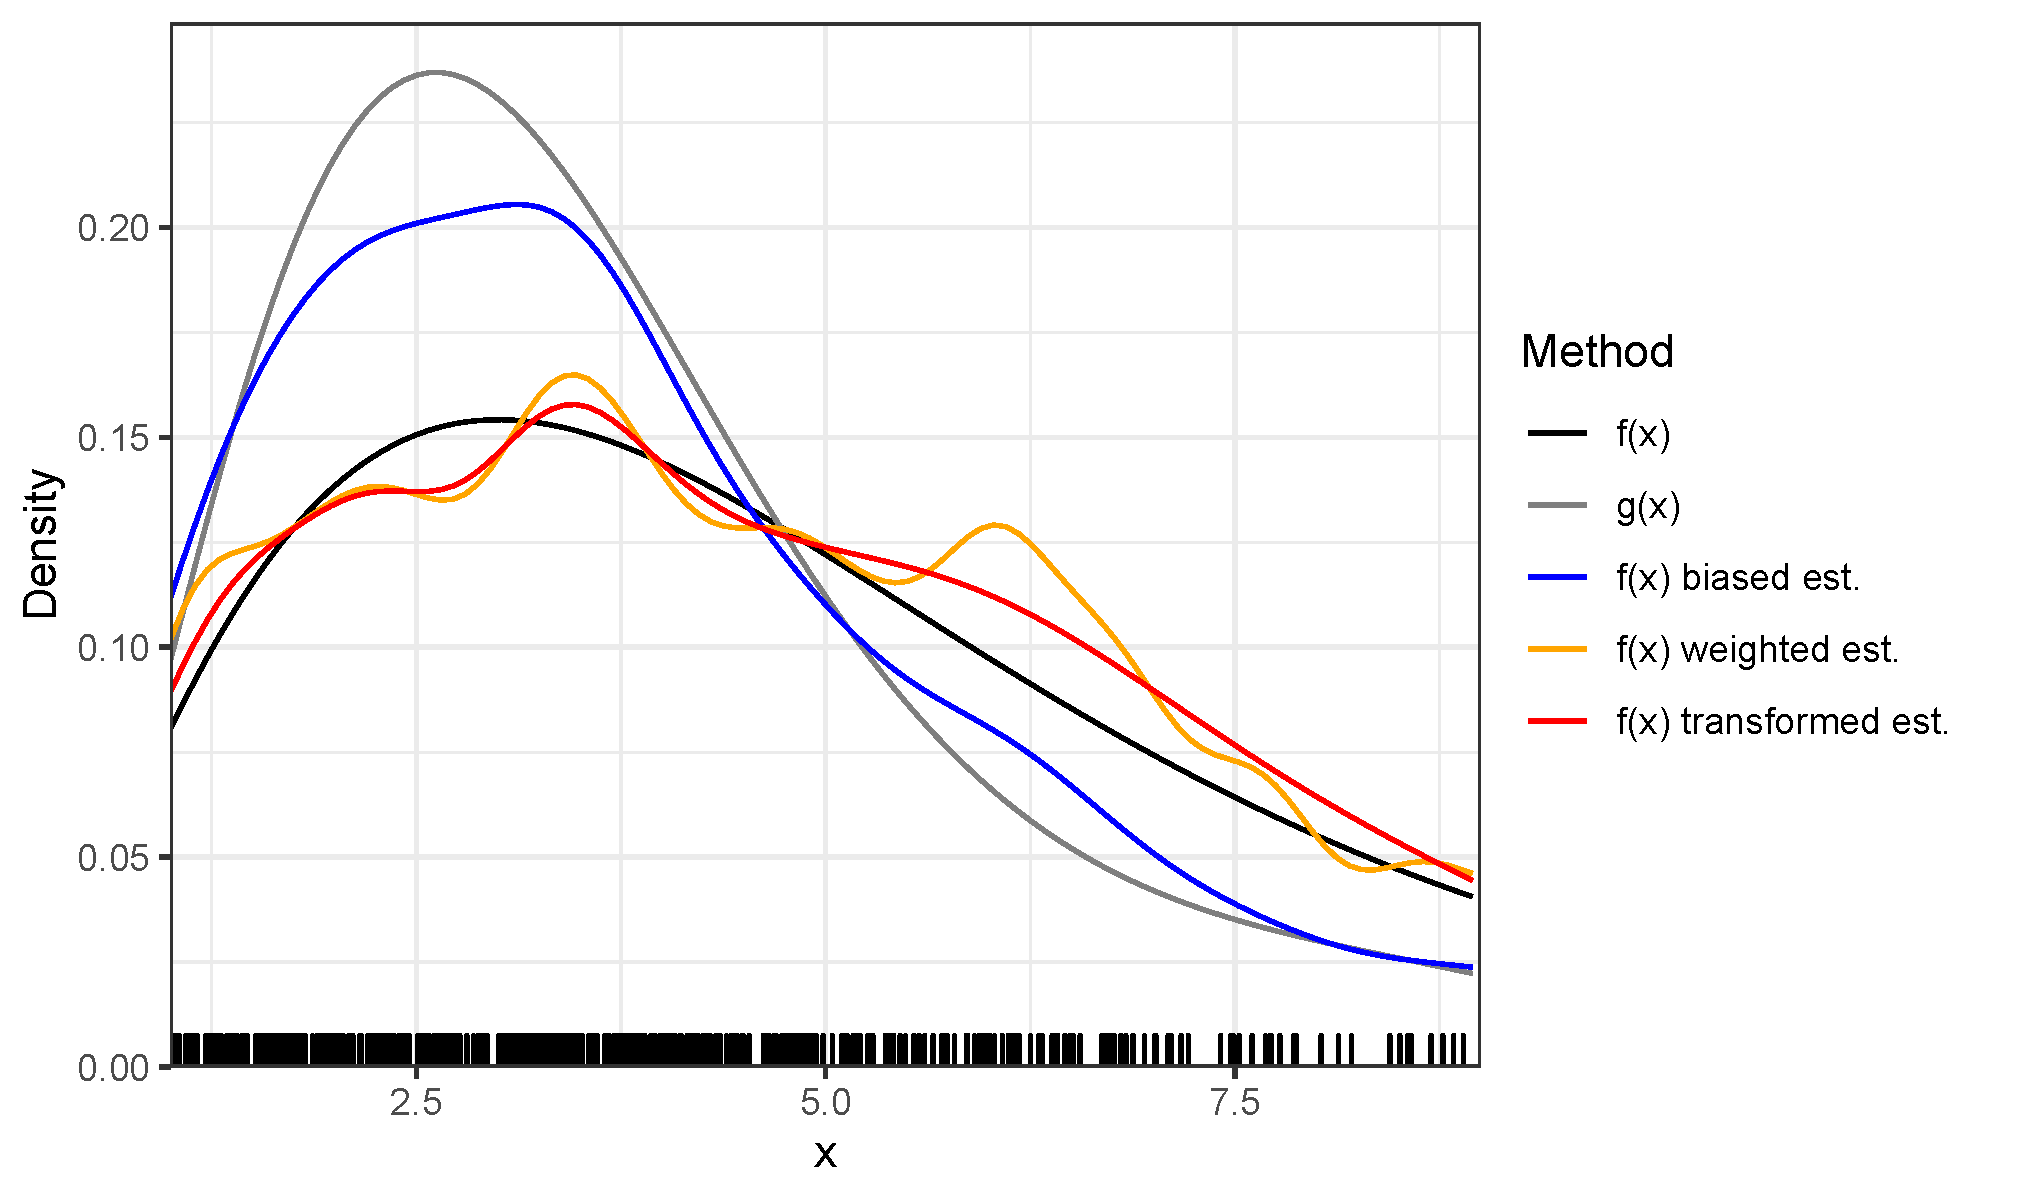 Density
0.20
0.15
0.10
0.05
0.00
2.5
5.0
7.5
x
Method
f(x)
g(x)
f(x) biased est.
f(x) weighted est.
f(x) transformed est.